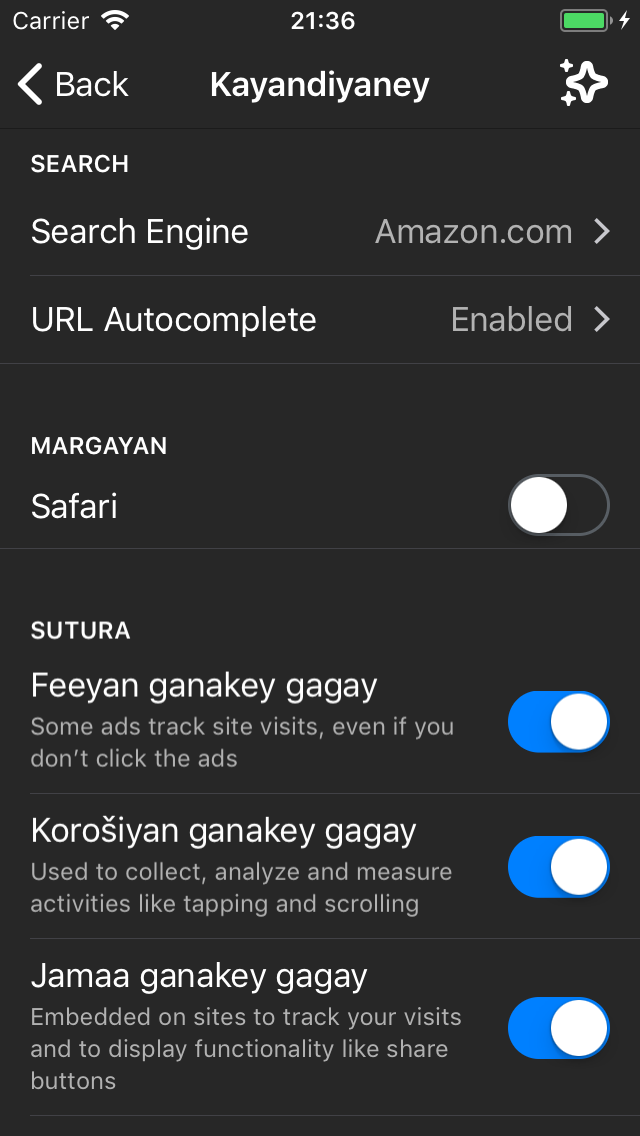 Carrier 21:36
Back Kayandiyaney
SEARCH
Search Engine Amazon.com
URL Autocomplete Enabled
MARGAYAN
Safari
SUTURA
Feeyan ganakey gagay
Some ads track site visits, even if you
don’t click the ads
Korošiyan ganakey gagay
Used to collect, analyze and measure
activities like tapping and scrolling
Jamaa ganakey gagay
Embedded on sites to track your visits
and to display functionality like share
buttons